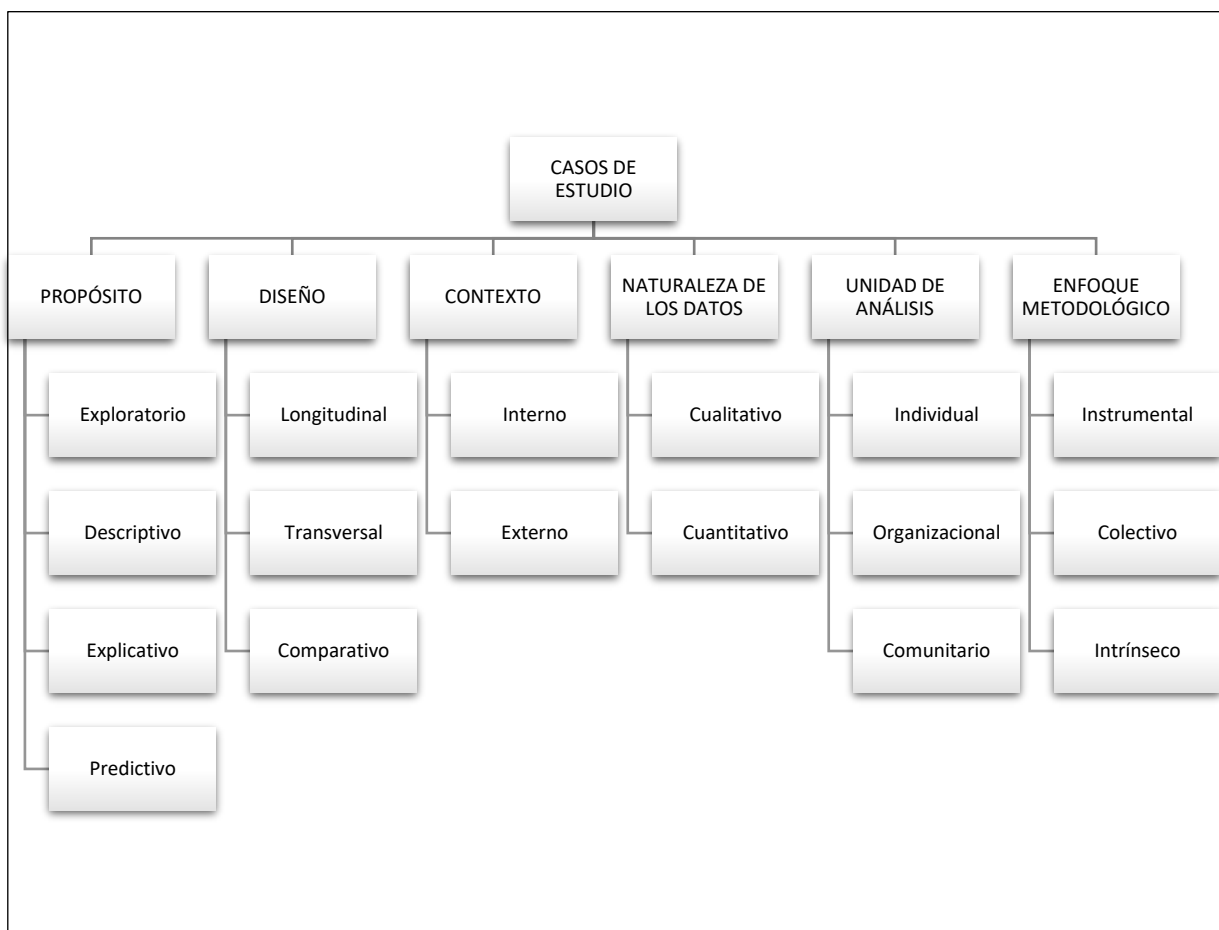 CASOS DE
ESTUDIO
PROPÓSITO
Exploratorio
Descriptivo
Explicativo
Predictivo
DISEÑO
Longitudinal
Transversal
Comparativo
CONTEXTO
Interno
Externo
NATURALEZA DE
LOS DATOS
Cualitativo
Cuantitativo
UNIDAD DE
ANÁLISIS
Individual
Organizacional
Comunitario
ENFOQUE
METODOLÓGICO
Instrumental
Colectivo
Intrínseco